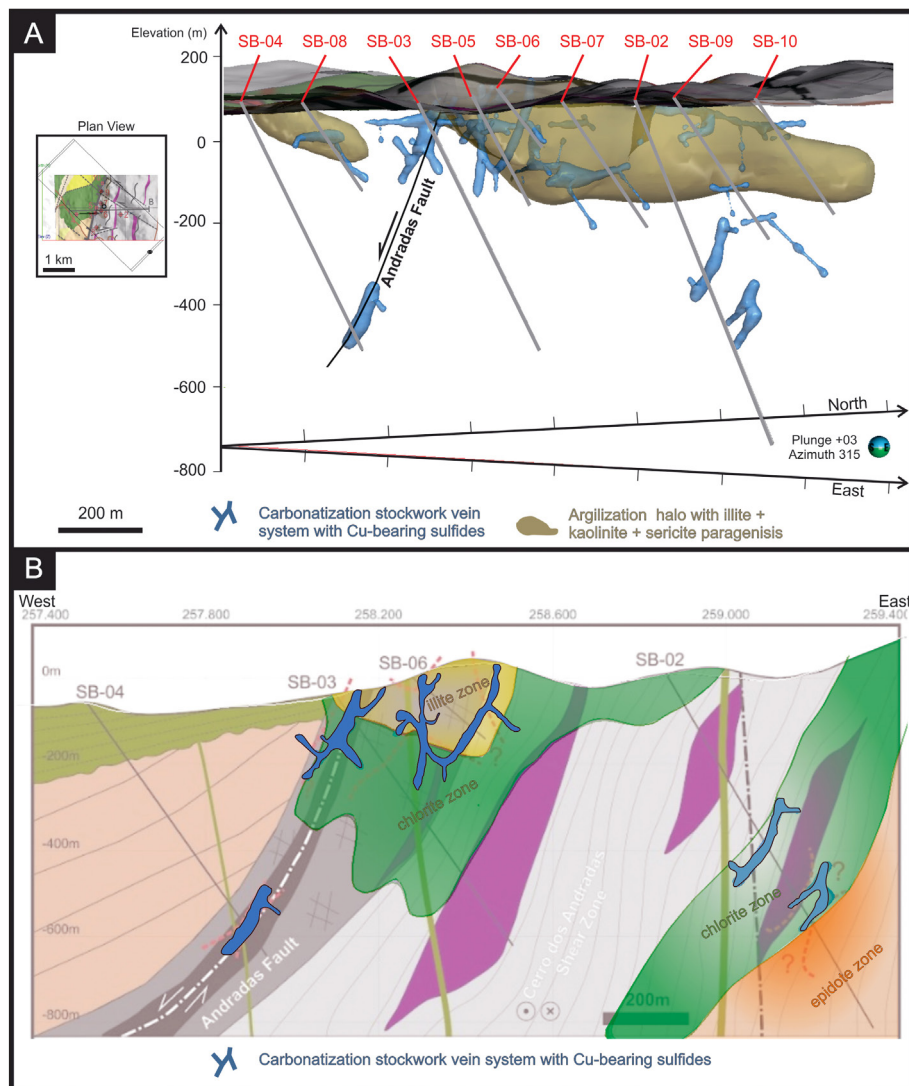 A
Elevation (m)
SB-04
SB-08
SB-03
SB-05
SB-06
SB-07
SB-02
SB-09
SB-10
200
0
-200
-400
-600
-800
Plan View
B
1 km
Andradas Fault
North
Plunge +03
Azimuth 315
East
200 m
Carbonatization stockwork vein
system with Cu-bearing sulfides
Argilization halo with illite +
kaolinite + sericite paragenisis
B
West
East
257.400
257.800
258.200
258.600
259.000
259.400
SB-04
SB-03
SB-06
SB-02
0m
-200m
-400m
-600m
-800m
illite zone
?
chlorite zone
Andradas Fault
Cerro dos Andradas
Shear Zone
chlorite zone
?
?
epidote zone
200m
Carbonatization stockwork vein system with Cu-bearing sulfides